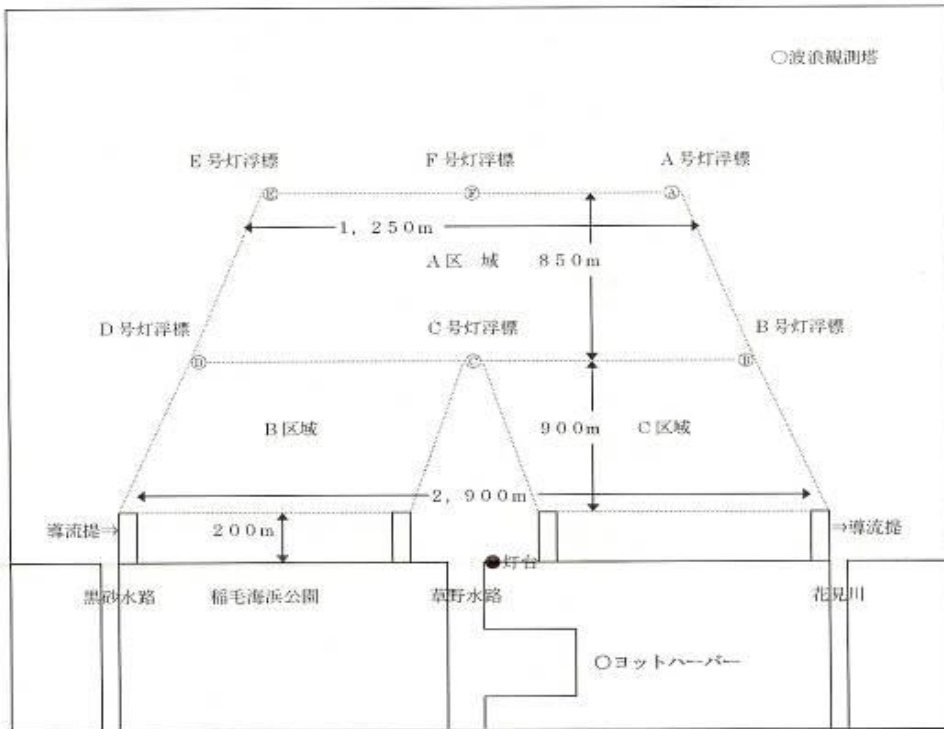 ○波浪観測塔
E号灯浮標
F号灯浮標
A号灯浮標
Ⓔ
Ⓕ
Ⓐ
1,250m
A区 域
850m
D号灯浮標
C号灯浮標
B号灯浮標
Ⓓ
Ⓒ
Ⓑ
B区域
900m
C区域
2,900m
導流提⇒
200m
⇒導流提
●灯台
黒砂水路
稲毛海浜公園
草野水路
花見川
○ヨットハーバー